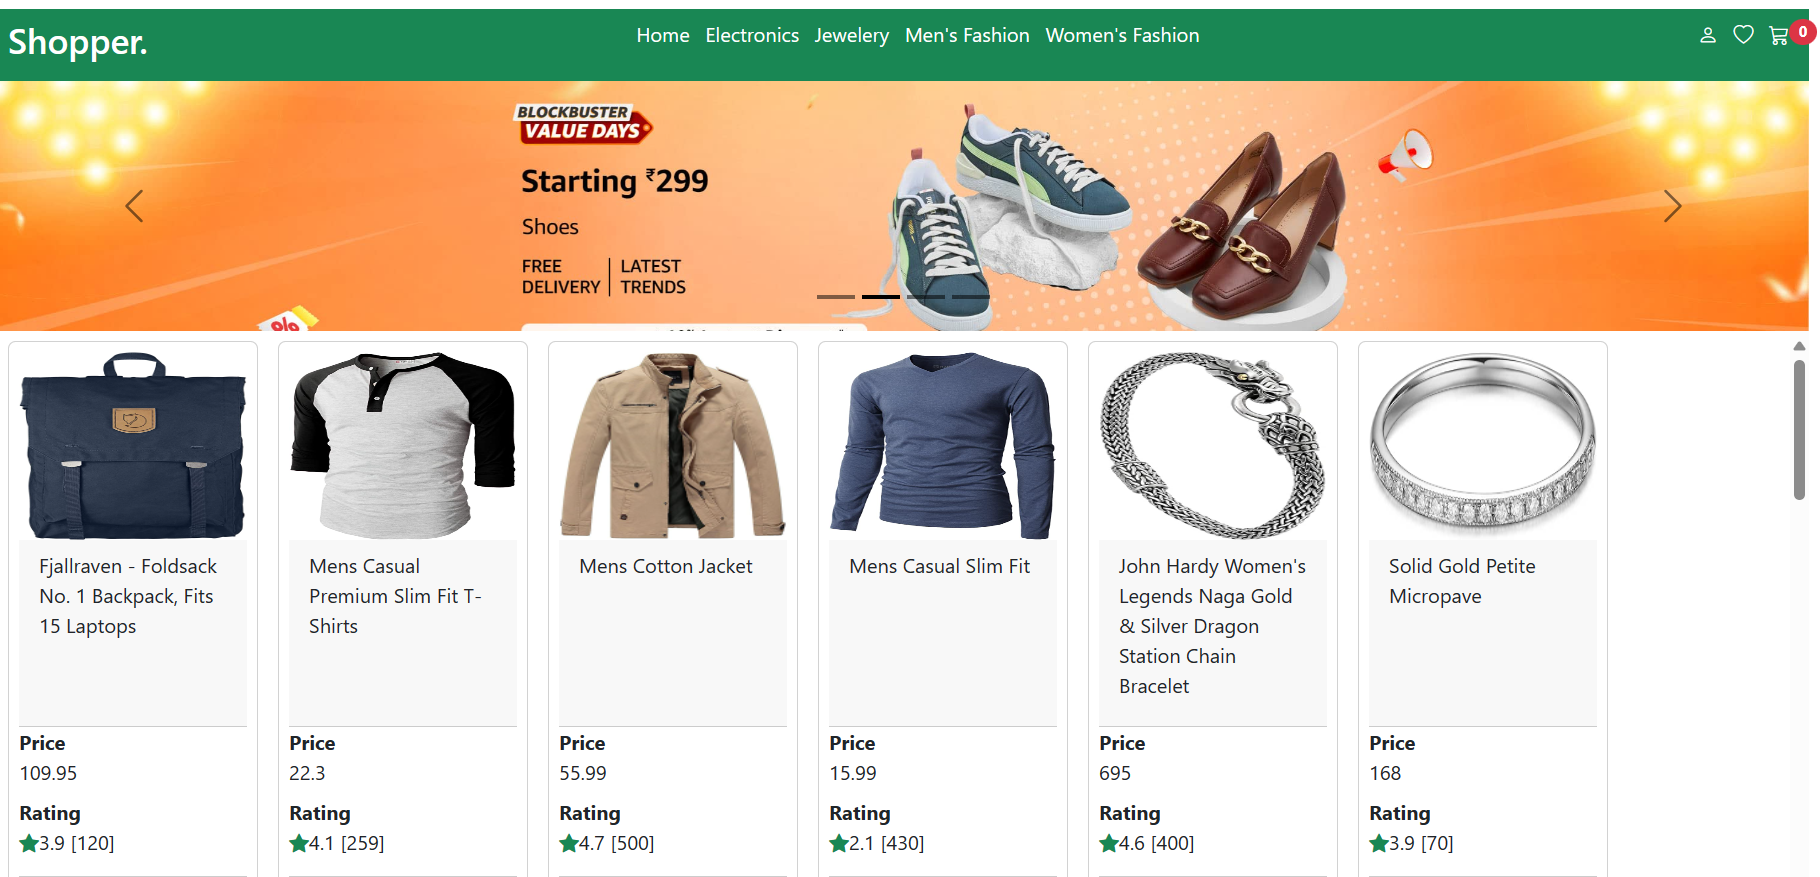 Shopper.
Home Electronics Jewelery Men's Fashion Women's Fashion
0
BLOCKBUSTER
VALUE DAYS
Starting ₹299
Shoes
FREE
DELIVERY
LATEST
TRENDS
%
Fjallraven - Foldsack
No. 1 Backpack, Fits
15 Laptops
Price
109.95
Rating
3.9 [120]
Mens Casual
Premium Slim Fit T-
Shirts
Price
22.3
Rating
4.1 [259]
Mens Cotton Jacket
Price
55.99
Rating
4.7 [500]
Mens Casual Slim Fit
Price
15.99
Rating
2.1 [430]
John Hardy Women's
Legends Naga Gold
& Silver Dragon
Station Chain
Bracelet
Price
695
Rating
4.6 [400]
Solid Gold Petite
Micropave
Price
168
Rating
3.9 [70]